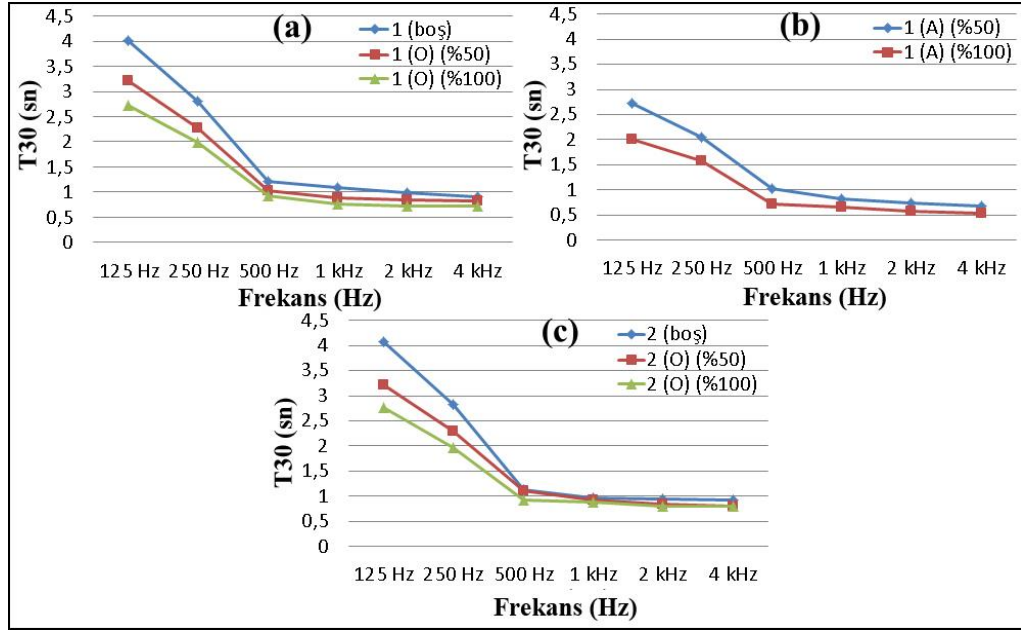 (a)
1 (boş)
1 (O) (%50)
1 (O) (%100)
T30 (sn)
4,5
4
3,5
3
2,5
2
1,5
1
0,5
0
125 Hz 250 Hz 500 Hz 1 kHz 2 kHz 4 kHz
Frekans (Hz)
(b)
1 (A) (%50)
1 (A) (%100)
T30 (sn)
4,5
4
3,5
3
2,5
2
1,5
1
0,5
0
125 Hz 250 Hz 500 Hz 1 kHz 2 kHz 4 kHz
Frekans (Hz)
(c)
2 (boş)
2 (O) (%50)
2 (O) (%100)
T30 (sn)
4,5
4
3,5
3
2,5
2
1,5
1
0,5
0
125 Hz 250 Hz 500 Hz 1 kHz 2 kHz 4 kHz
Frekans (Hz)